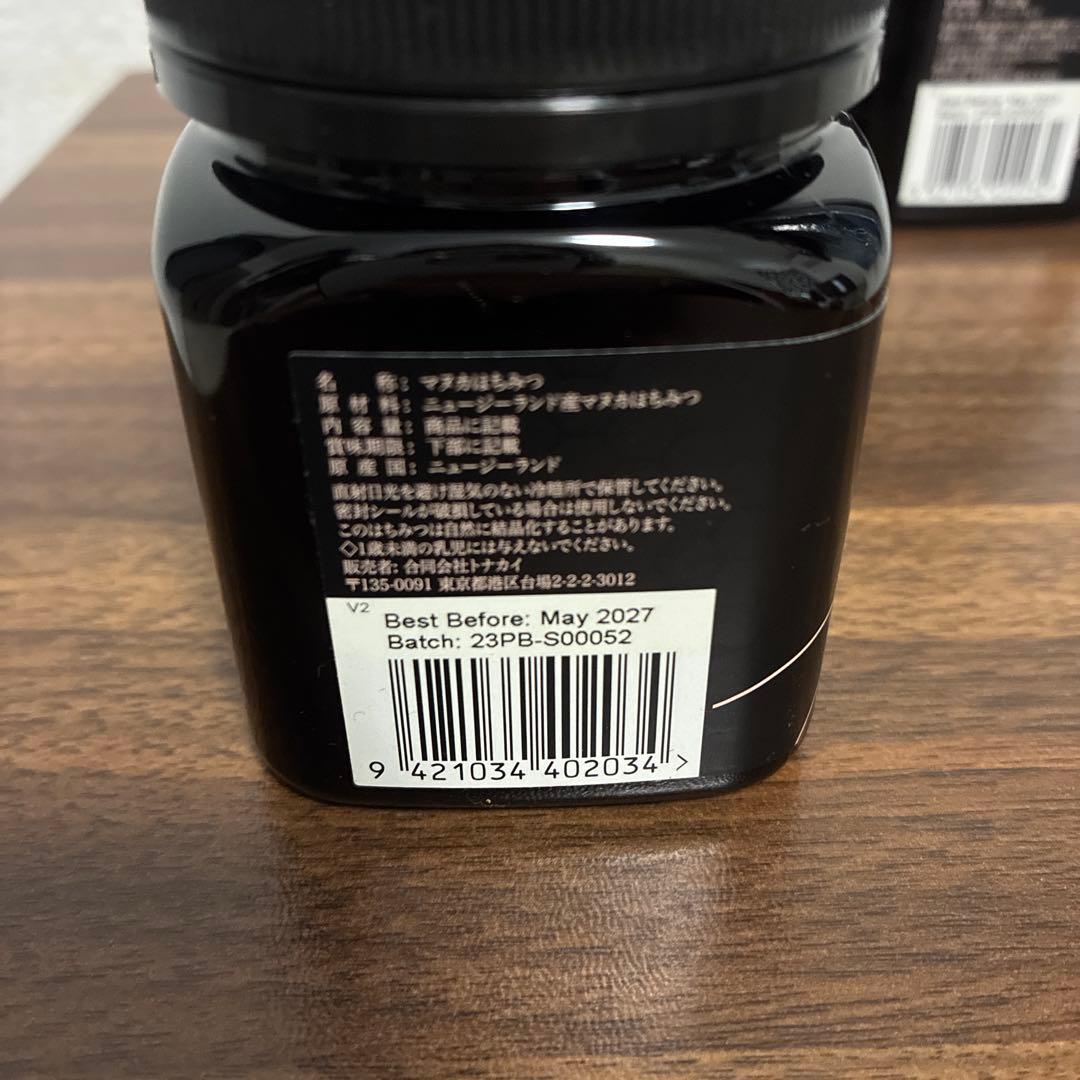 名　　称：マヌカはちみつ
原 材 料：ニュージーランド産マヌカはちみつ
内 容 量：商品に記載
賞味期限：下部に記載
原 産 国：ニュージーランド
直射日光を避け湿気のない冷暗所で保管してください。
密封シールが破損している場合は使用しないでください。
このはちみつは自然に結晶化することがあります。
◇1歳未満の乳児には与えないでください。
販売者：合同会社トナカイ
〒135-0091 東京都港区台場2-2-2-3012
V2
Best Before: May 2027
Batch: 23PB-S00052
9 421034 402034 >